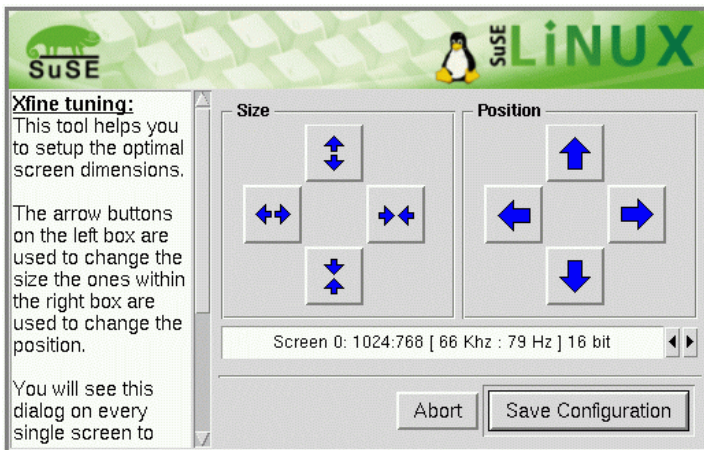 SuSE
SuSE LiNUX
Xfine tuning:
This tool helps you
to setup the optimal
screen dimensions.
The arrow buttons
on the left box are
used to change the
size the ones within
the right box are
used to change the
position.
You will see this
dialog on every
single screen to
Size
Position
Screen 0: 1024:768 [ 66 Khz : 79 Hz ] 16 bit
Abort
Save Configuration